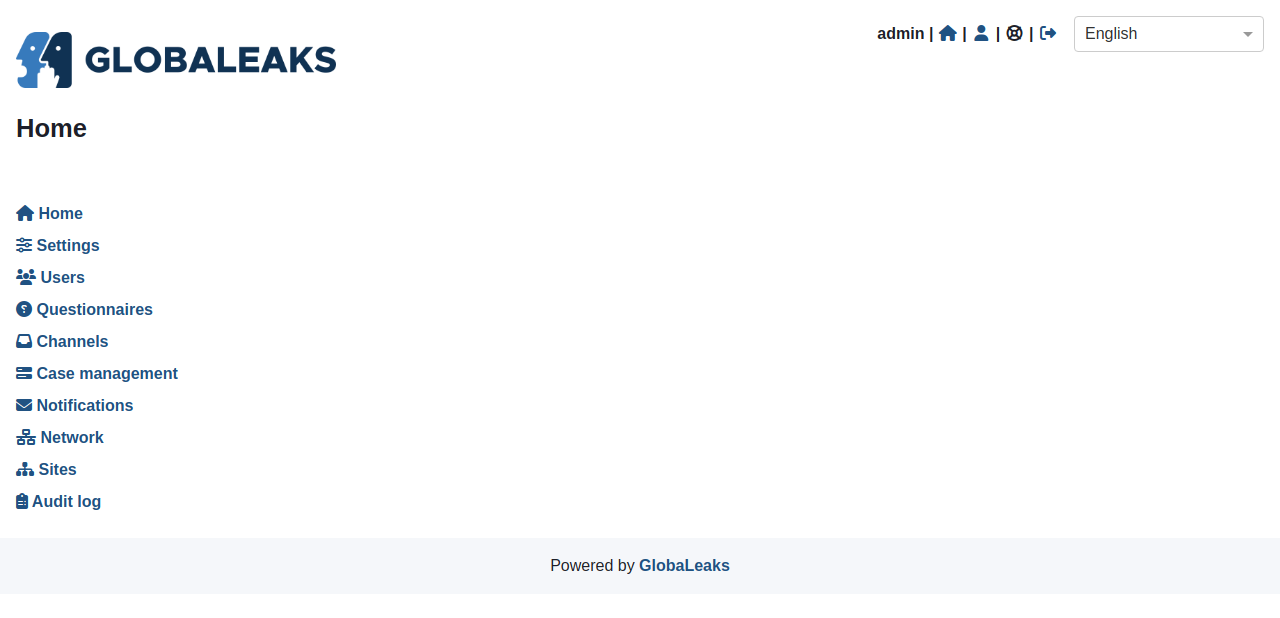 GLOBALEAKS
admin | | | |
English
Home
Home
Settings
Users
Questionnaires
Channels
Case management
Notifications
Network
Sites
Audit log
Powered by GlobaLeaks